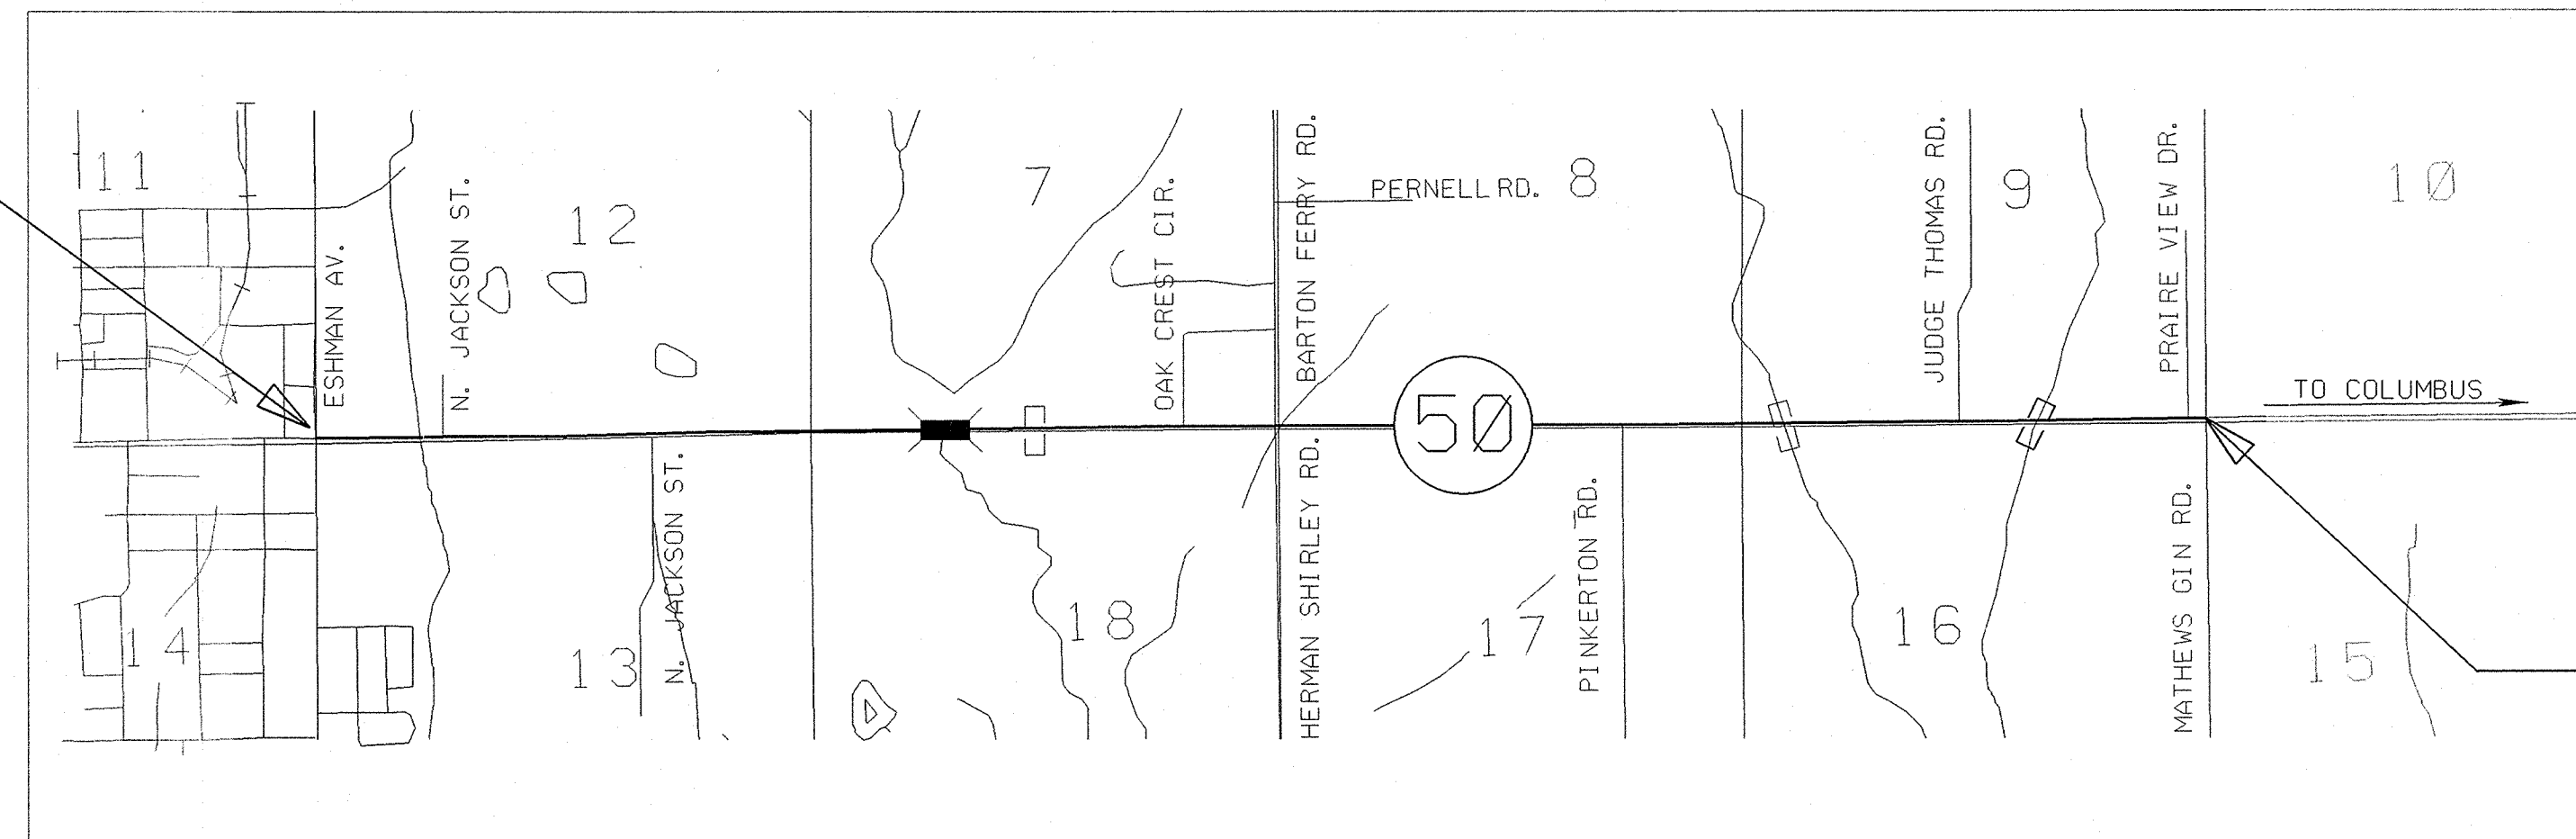 11
12
7
8
9
10
ESHMAN AV.
N. JACKSON ST.
OAK CREST CIR.
BARTON FERRY RD.
PERNELL RD.
JUDGE THOMAS RD.
PRAIRE VIEW DR.
TO COLUMBUS
50
14
13
N. JACKSON ST.
18
HERMAN SHIRLEY RD.
17
PINKERTON RD.
16
MATHEWS GIN RD.
15